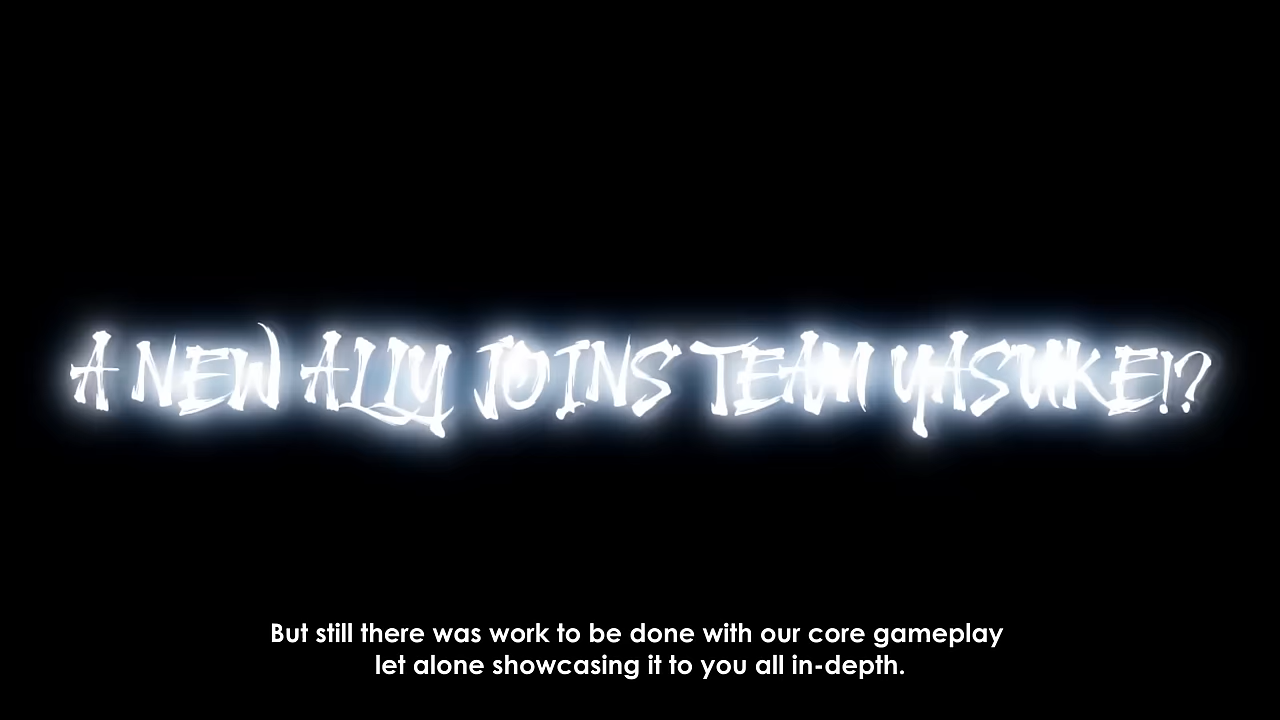 A NEW ALLY JOINS TEAM YASUKE!?
But still there was work to be done with our core gameplay
let alone showcasing it to you all in-depth.